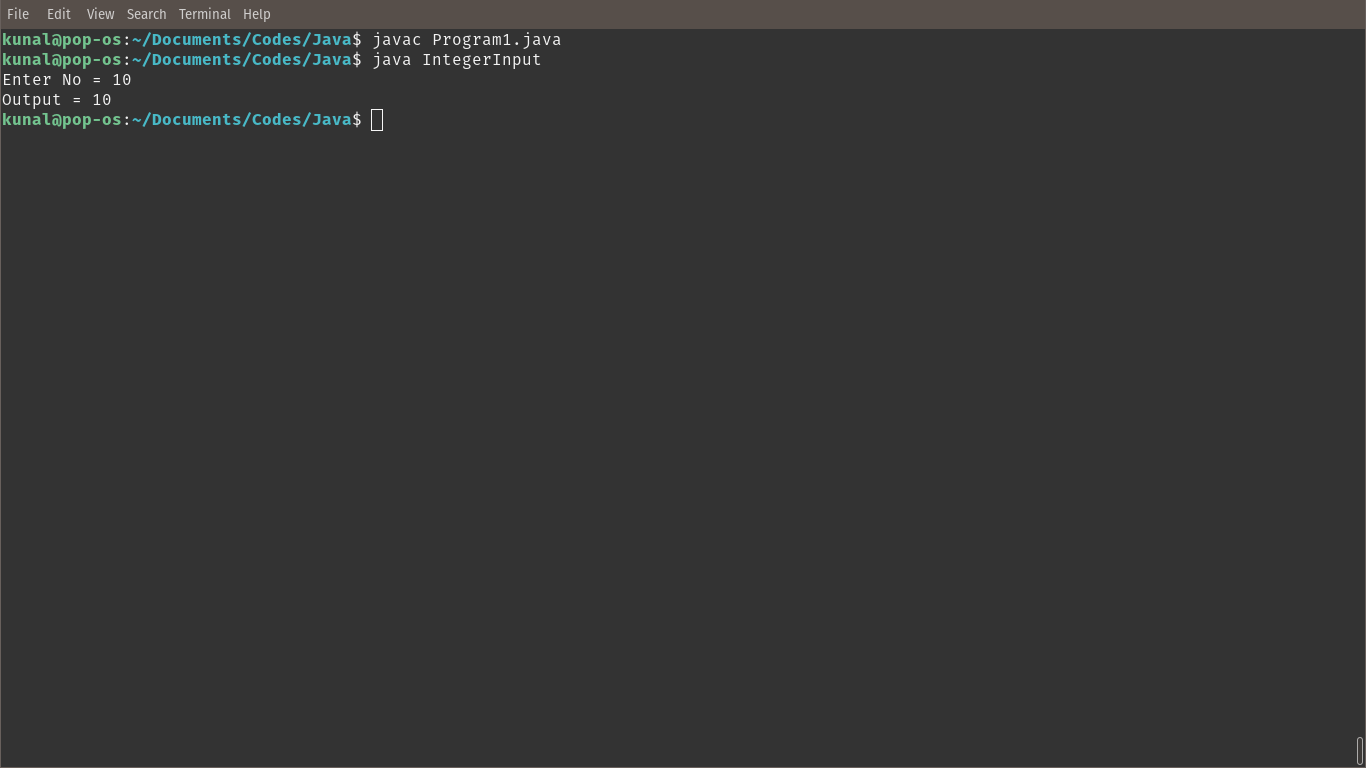 File Edit View Search Terminal Help
kunal@pop-os:~/Documents/Codes/Java$ javac Program1.java
kunal@pop-os:~/Documents/Codes/Java$ java IntegerInput
Enter No = 10
Output = 10
kunal@pop-os:~/Documents/Codes/Java$